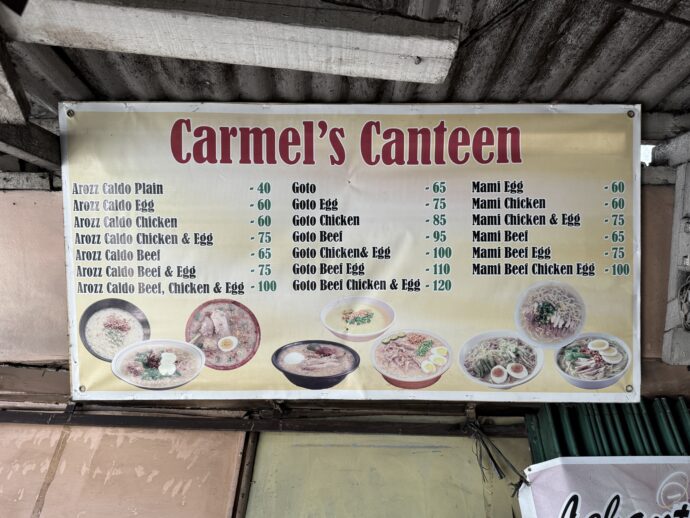 Carmel's Canteen
Arozz Caldo Plain - 40
Arozz Caldo Egg - 60
Arozz Caldo Chicken - 60
Arozz Caldo Chicken & Egg - 75
Arozz Caldo Beef - 65
Arozz Caldo Beef & Egg - 75
Arozz Caldo Beef, Chicken & Egg - 100
Goto - 65
Goto Egg - 75
Goto Chicken - 85
Goto Beef - 95
Goto Chicken& Egg - 100
Goto Beef Egg - 110
Goto Beef Chicken & Egg - 120
Mami Egg - 60
Mami Chicken - 60
Mami Chicken & Egg - 75
Mami Beef - 65
Mami Beef Egg - 75
Mami Beef Chicken Egg - 100